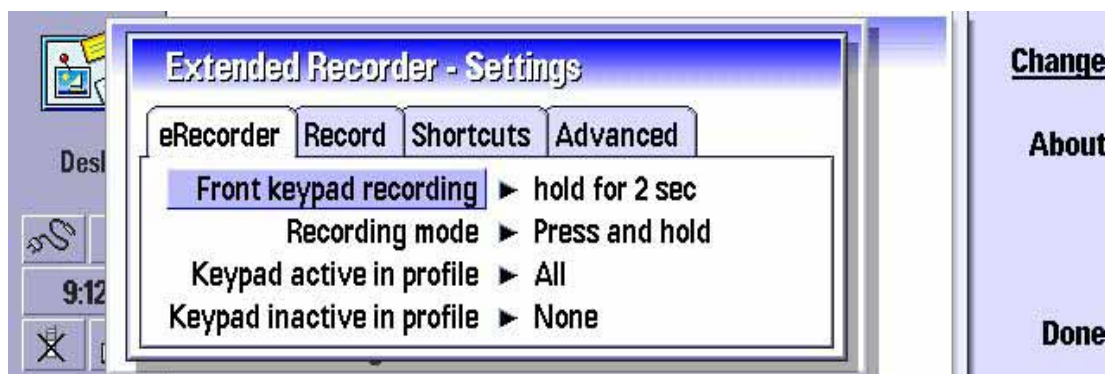 Extended Recorder - Settings
eRecorder Record Shortcuts Advanced
Front keypad recording ► hold for 2 sec
Recording mode ► Press and hold
Keypad active in profile ► All
Keypad inactive in profile ► None
Change
About
Done
9:12